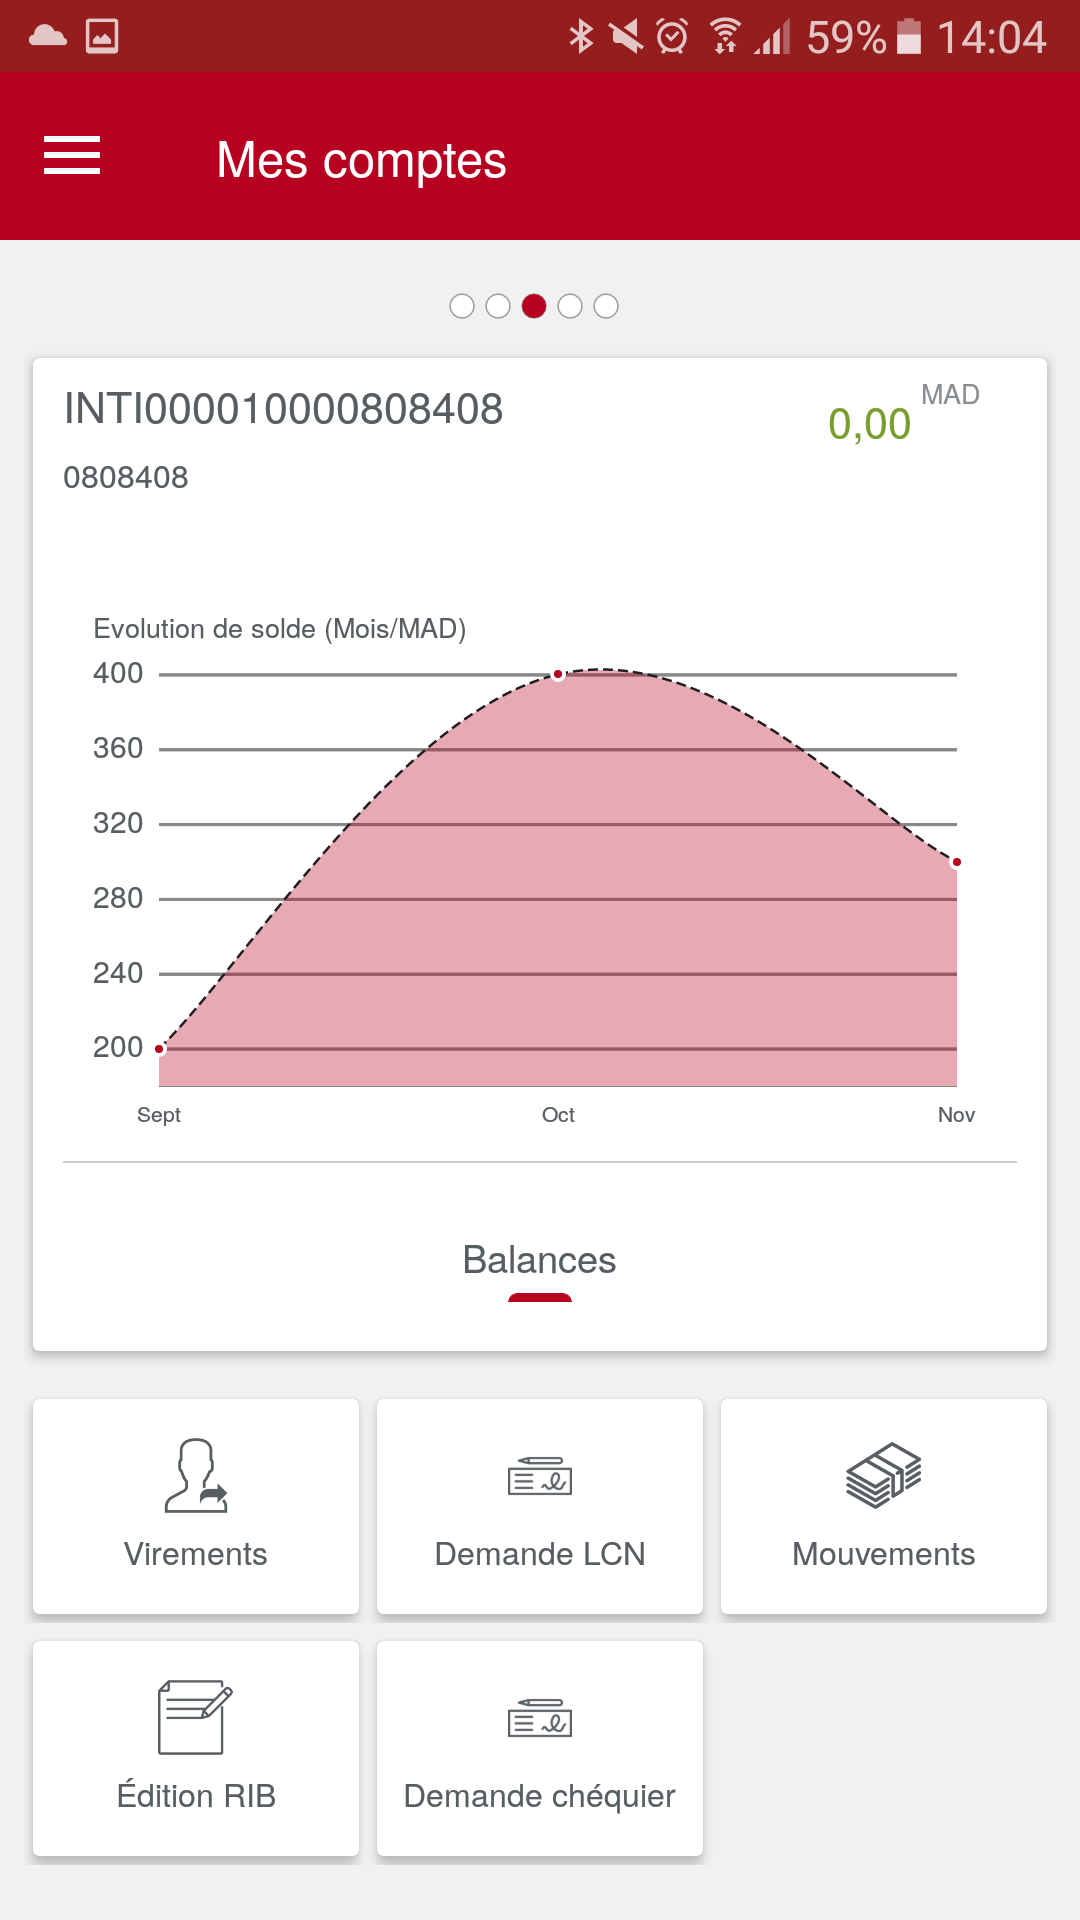 59% 14:04
Mes comptes
INTI000010000808408
0,00 MAD
0808408
Evolution de solde (Mois/MAD)
400
360
320
280
240
200
Sept Oct Nov
Balances
Virements Demande LCN Mouvements
Édition RIB Demande chéquier